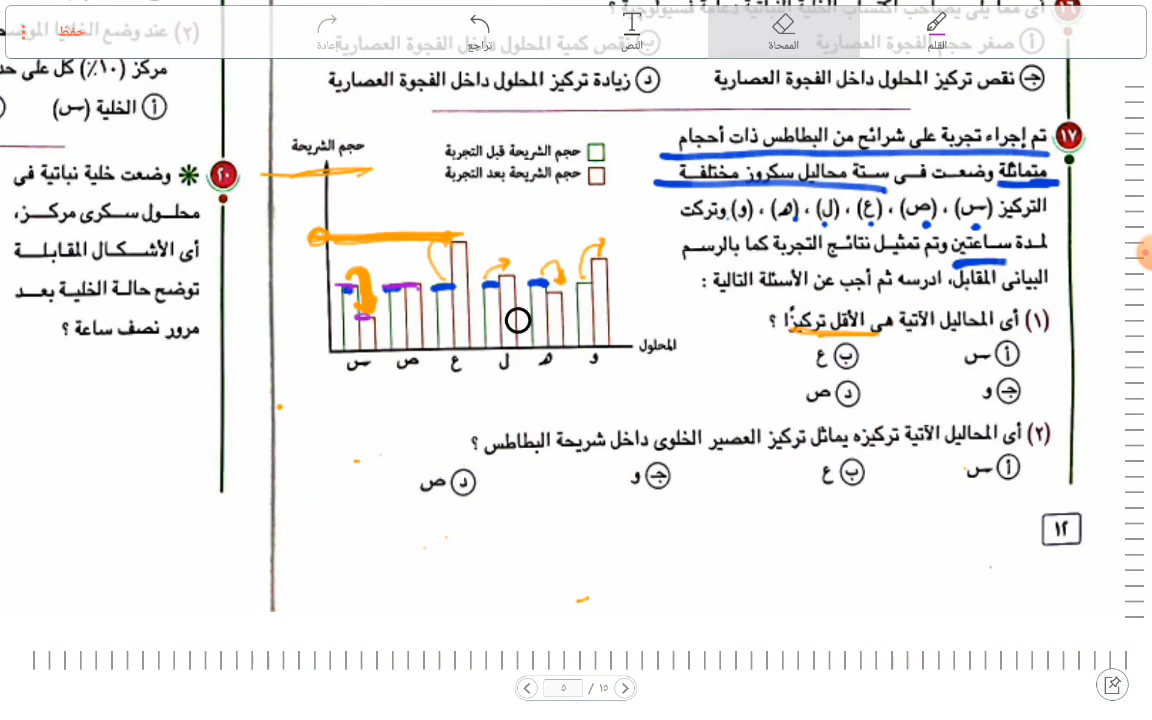 حفظ
إعادة
تراجع
النص
الممحاة
القلم
أ صغر حجم الفجوة العصارية
ب نقص كمية المحلول داخل الفجوة العصارية
جـ نقص تركيز المحلول داخل الفجوة العصارية
د زيادة تركيز المحلول داخل الفجوة العصارية
١٧ تم إجراء تجربة على شرائح من البطاطس ذات أحجام
متماثلة وضعت فى ستة محاليل سكروز مختلفة
التركيز (س) ، (ص) ، (ع) ، (ل) ، (هـ) ، (و) وتركت
لمدة ساعتين وتم تمثيل نتائج التجربة كما بالرسم
البيانى المقابل، ادرسه ثم أجب عن الأسئلة التالية :
حجم الشريحة
حجم الشريحة قبل التجربة
حجم الشريحة بعد التجربة
المحلول
س ص ع ل هـ و
(١) أى المحاليل الآتية هى الأقل تركيزًا ؟
أ س
ب ع
جـ و
د ص
(٢) أى المحاليل الآتية تركيزه يماثل تركيز العصير الخلوى داخل شريحة البطاطس ؟
أ س
ب ع
جـ و
د ص
١٢
(٢) عند وضع الخلايا
مركز (١٠٪) كل على
أ الخلية (س)
٢٠ وضعت خلية نباتية فى
محلول سكرى مركز،
أى الأشكال المقابلة
توضح حالة الخلية بعد
مرور نصف ساعة ؟
٥ / ١٥